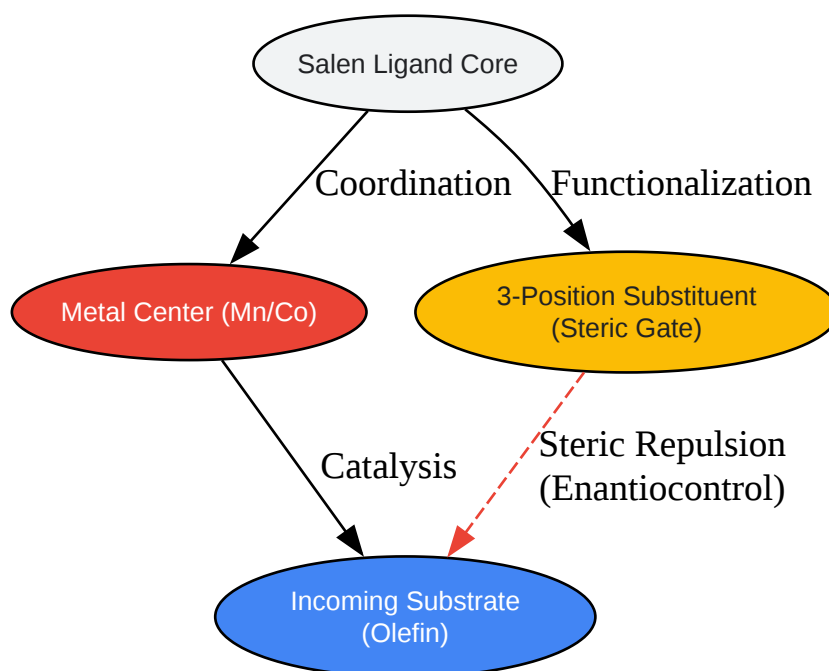 Salen Ligand Core
Coordination
Functionalization
Metal Center (Mn/Co)
3-Position Substituent
(Steric Gate)
Catalysis
Steric Repulsion
(Enantiocontrol)
Incoming Substrate
(Olefin)